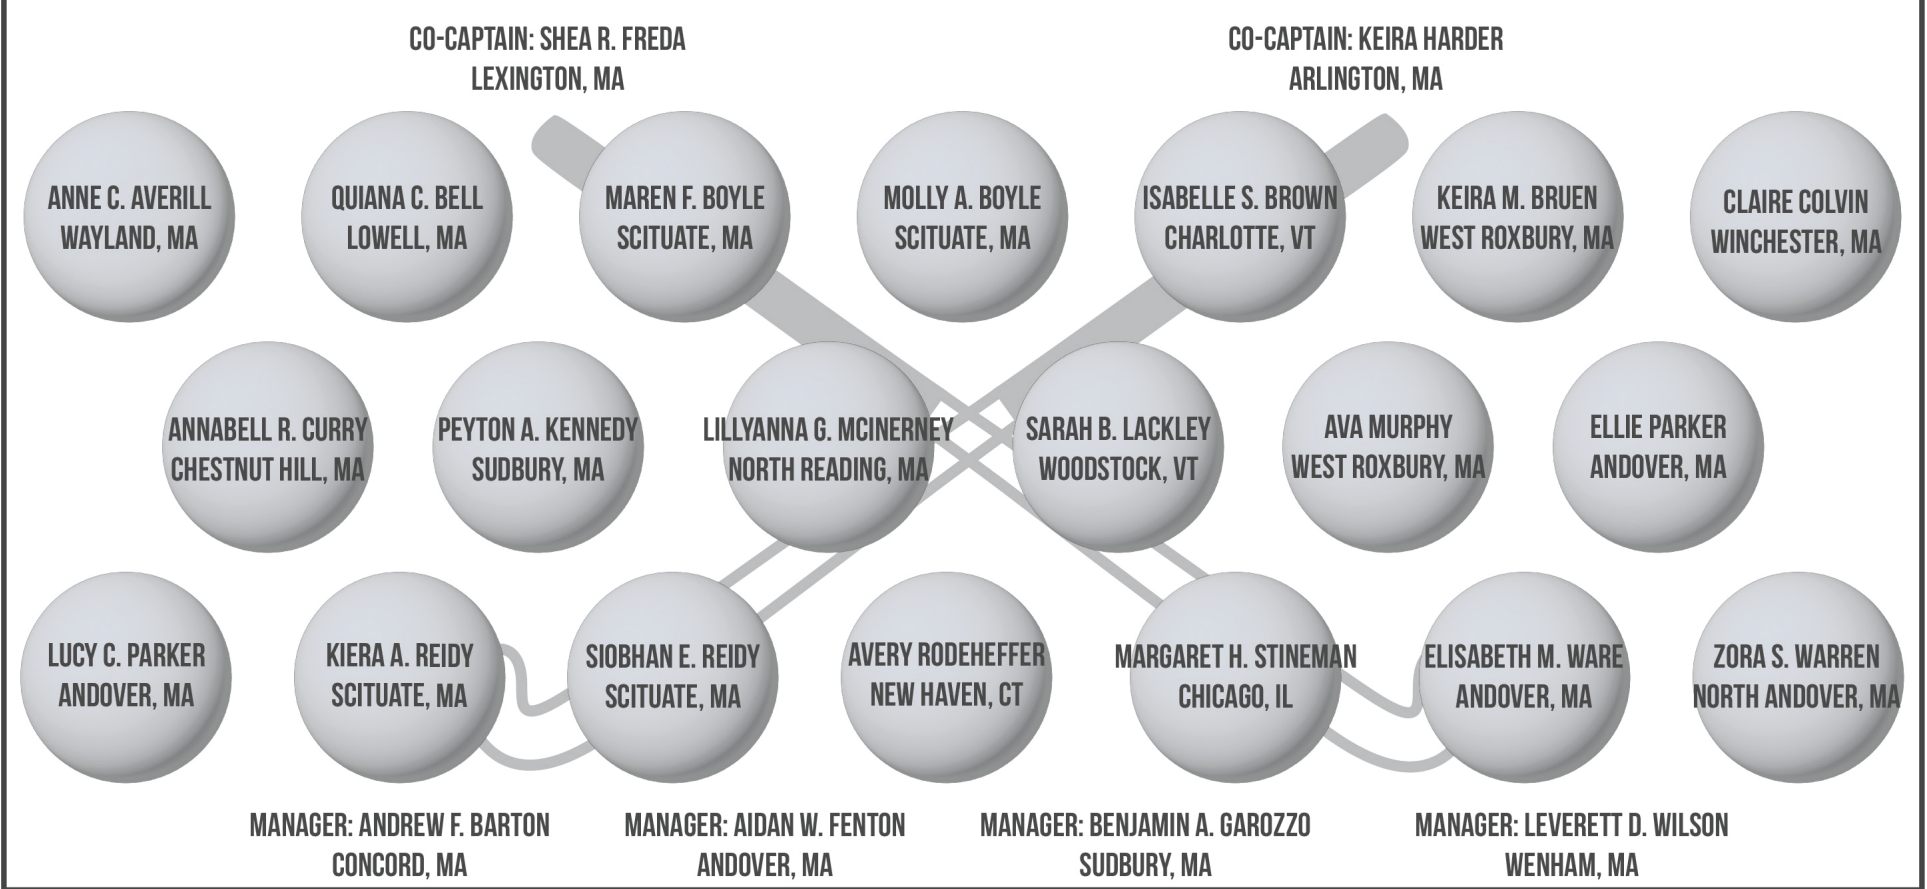 CO-CAPTAIN: SHEA R. FREDA
LEXINGTON, MA
CO-CAPTAIN: KEIRA HARDER
ARLINGTON, MA
ANNE C. AVERILL
WAYLAND, MA
QUIANA C. BELL
LOWELL, MA
MAREN F. BOYLE
SCITUATE, MA
MOLLY A. BOYLE
SCITUATE, MA
ISABELLE S. BROWN
CHARLOTTE, VT
KEIRA M. BRUEN
WEST ROXBURY, MA
CLAIRE COLVIN
WINCHESTER, MA
ANNABELL R. CURRY
CHESTNUT HILL, MA
PEYTON A. KENNEDY
SUDBURY, MA
LILLYANNA G. MCINERNEY
NORTH READING, MA
SARAH B. LACKLEY
WOODSTOCK, VT
AVA MURPHY
WEST ROXBURY, MA
ELLIE PARKER
ANDOVER, MA
LUCY C. PARKER
ANDOVER, MA
KIERA A. REIDY
SCITUATE, MA
SIOBHAN E. REIDY
SCITUATE, MA
AVERY RODEHEFFER
NEW HAVEN, CT
MARGARET H. STINEMAN
CHICAGO, IL
ELISABETH M. WARE
ANDOVER, MA
ZORA S. WARREN
NORTH ANDOVER, MA
MANAGER: ANDREW F. BARTON
CONCORD, MA
MANAGER: AIDAN W. FENTON
ANDOVER, MA
MANAGER: BENJAMIN A. GAROZZO
SUDBURY, MA
MANAGER: LEVERETT D. WILSON
WENHAM, MA